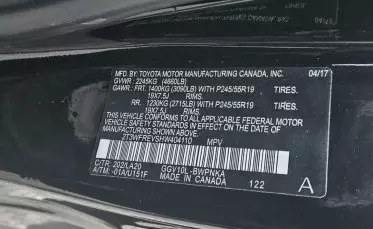 MFD. BY: TOYOTA MOTOR MANUFACTURING CANADA, INC. 04/17
GVWR: 2245KG (4660LB)
GAWR: FRT. 1400KG (3090LB) WITH P245/55R19 TIRES.
19X7.5J RIMS.
RR. 1230KG (2715LB) WITH P245/55R19 TIRES.
19X7.5J RIMS.
THIS VEHICLE CONFORMS TO ALL APPLICABLE FEDERAL MOTOR
VEHICLE SAFETY STANDARDS IN EFFECT ON THE DATE OF
MANUFACTURE SHOWN ABOVE.
MPV
C/TR: 202/LA20 GGV10L-BWPNKA
A/TM: -01A/U151F 122 A
MADE IN CANADA